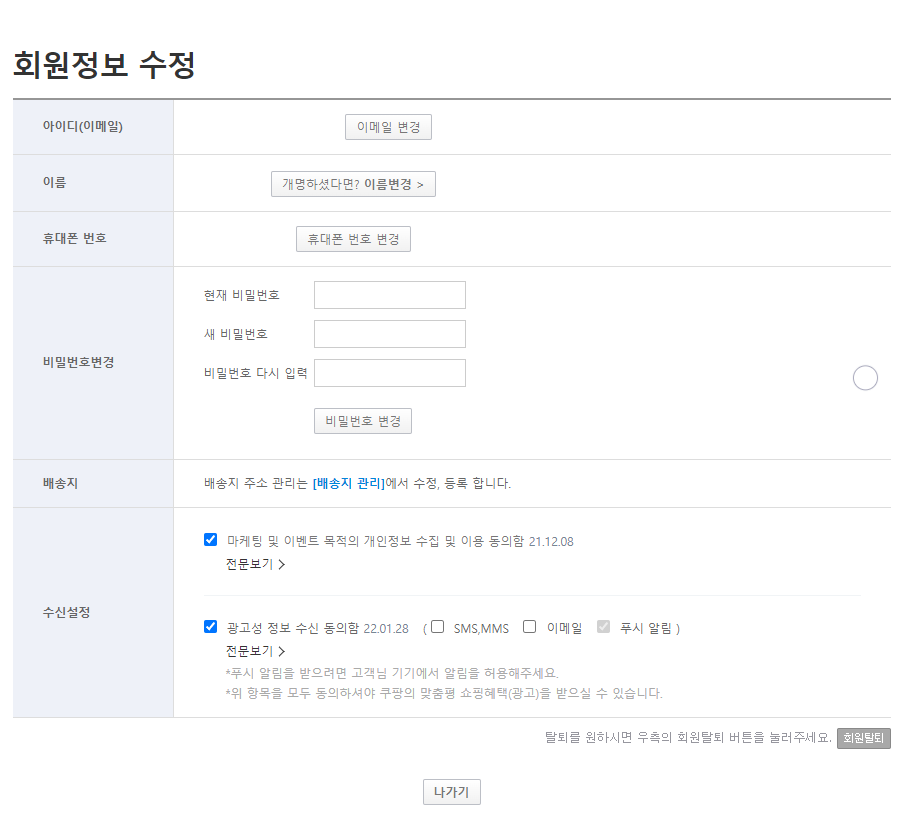 회원정보 수정
아이디(이메일)
이메일 변경
이름
개명하셨다면? 이름변경 >
휴대폰 번호
휴대폰 번호 변경
비밀번호변경
현재 비밀번호
새 비밀번호
비밀번호 다시 입력
비밀번호 변경
배송지
배송지 주소 관리는 [배송지 관리]에서 수정, 등록 합니다.
수신설정
마케팅 및 이벤트 목적의 개인정보 수집 및 이용 동의함 21.12.08
전문보기 >
광고성 정보 수신 동의함 22.01.28 ( SMS,MMS 이메일 푸시 알림 )
전문보기 >
*푸시 알림을 받으려면 고객님 기기에서 알림을 허용해주세요.
*위 항목을 모두 동의하셔야 쿠팡의 맞춤형 쇼핑혜택(광고)을 받으실 수 있습니다.
탈퇴를 원하시면 우측의 회원탈퇴 버튼을 눌러주세요. 회원탈퇴
나가기